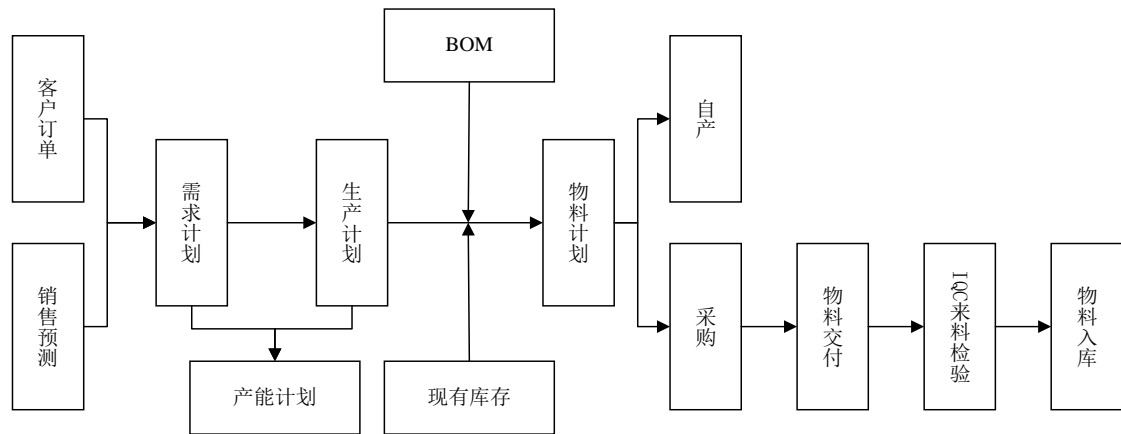 BOM
客户订单
自产
需求计划
生产计划
物料计划
销售预测
采购
物料交付
IQC来料检验
物料入库
产能计划
现有库存